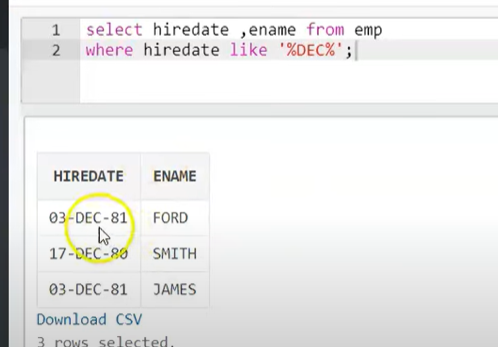 1 select hiredate ,ename from emp
2 where hiredate like '%DEC%';
HIREDATE ENAME
03-DEC-81 FORD
17-DEC-80 SMITH
03-DEC-81 JAMES
Download CSV
3 rows selected.